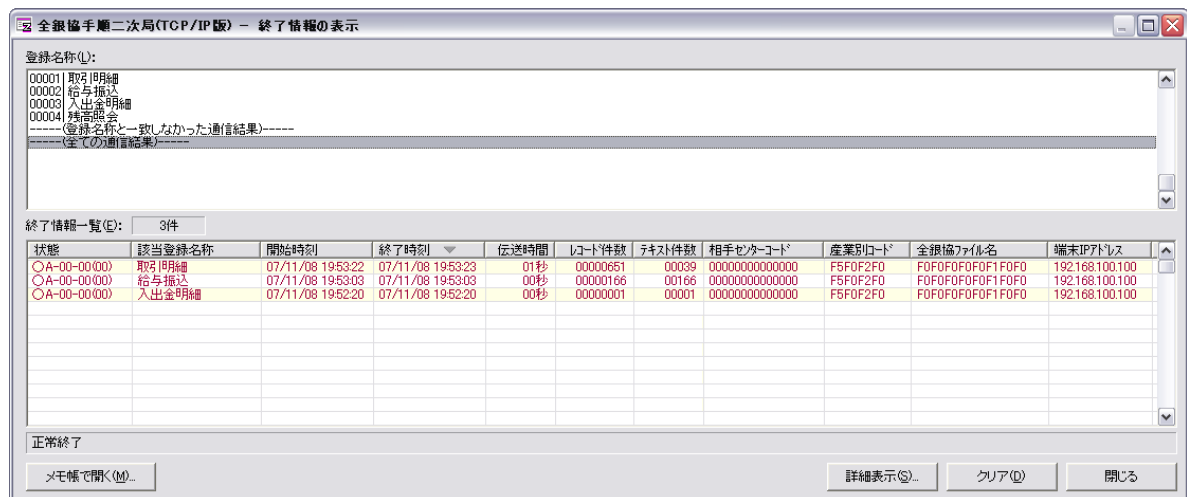 全銀協手順二次局(TCP/IP版) － 終了情報の表示
登録名称(L):
00001| 取引明細
00002| 給与振込
00003| 入出金明細
00004| 残高照会
-----(登録名称と一致しなかった通信結果)-----
-----(全ての通信結果)-----
終了情報一覧(E): 3件
状態 該当登録名称 開始時刻 終了時刻 伝送時間 ﾚｺｰﾄﾞ件数 ﾃｷｽﾄ件数 相手ｾﾝﾀｰｺｰﾄﾞ 産業別ｺｰﾄﾞ 全銀協ﾌｧｲﾙ名 端末IPｱﾄﾞﾚｽ
○A-00-00(00) 取引明細 07/11/08 19:53:22 07/11/08 19:53:23 01秒 00000651 00039 00000000000000 F5F0F2F0 F0F0F0F0F0F1F0F0 192.168.100.100
○A-00-00(00) 給与振込 07/11/08 19:53:03 07/11/08 19:53:03 00秒 00000166 00166 00000000000000 F5F0F2F0 F0F0F0F0F0F1F0F0 192.168.100.100
○A-00-00(00) 入出金明細 07/11/08 19:52:20 07/11/08 19:52:20 00秒 00000001 00001 00000000000000 F5F0F2F0 F0F0F0F0F0F1F0F0 192.168.100.100
正常終了
メモ帳で開く(M)... 詳細表示(S)... クリア(D) 閉じる